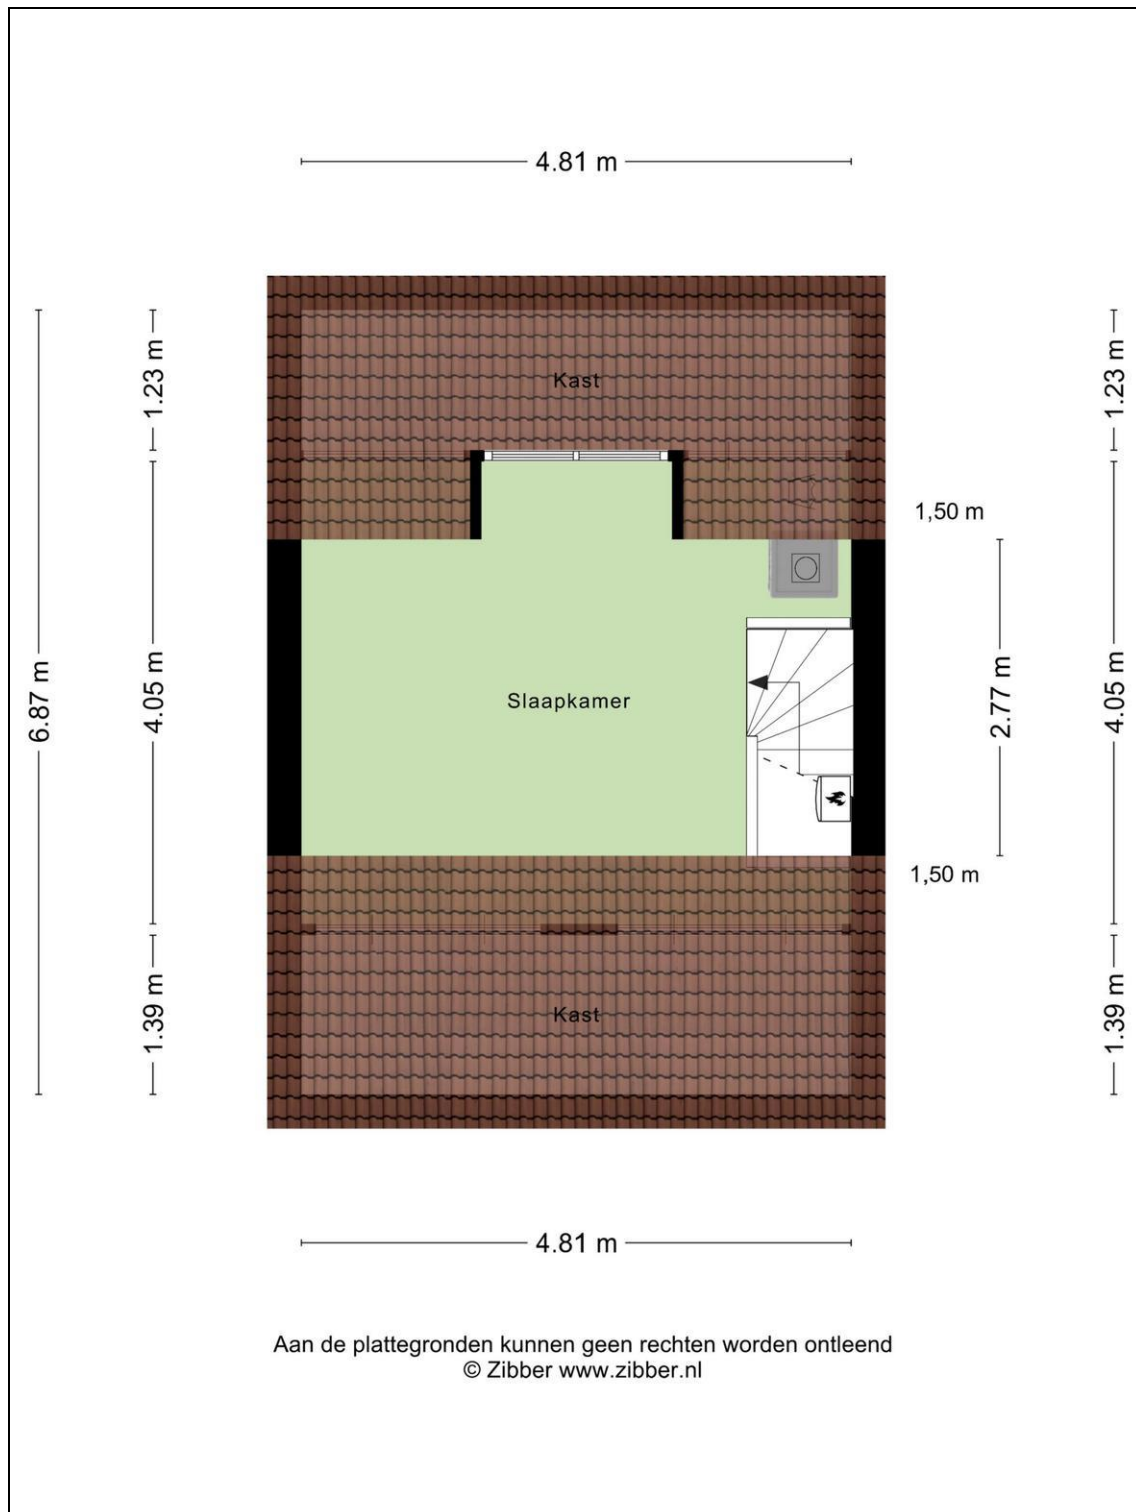 4.81 m
Kast
1.23 m
1.23 m
1,50 m
6.87 m
4.05 m
Slaapkamer
2.77 m
4.05 m
1,50 m
1.39 m
Kast
1.39 m
4.81 m
Aan de plattegronden kunnen geen rechten worden ontleend
© Zibber www.zibber.nl